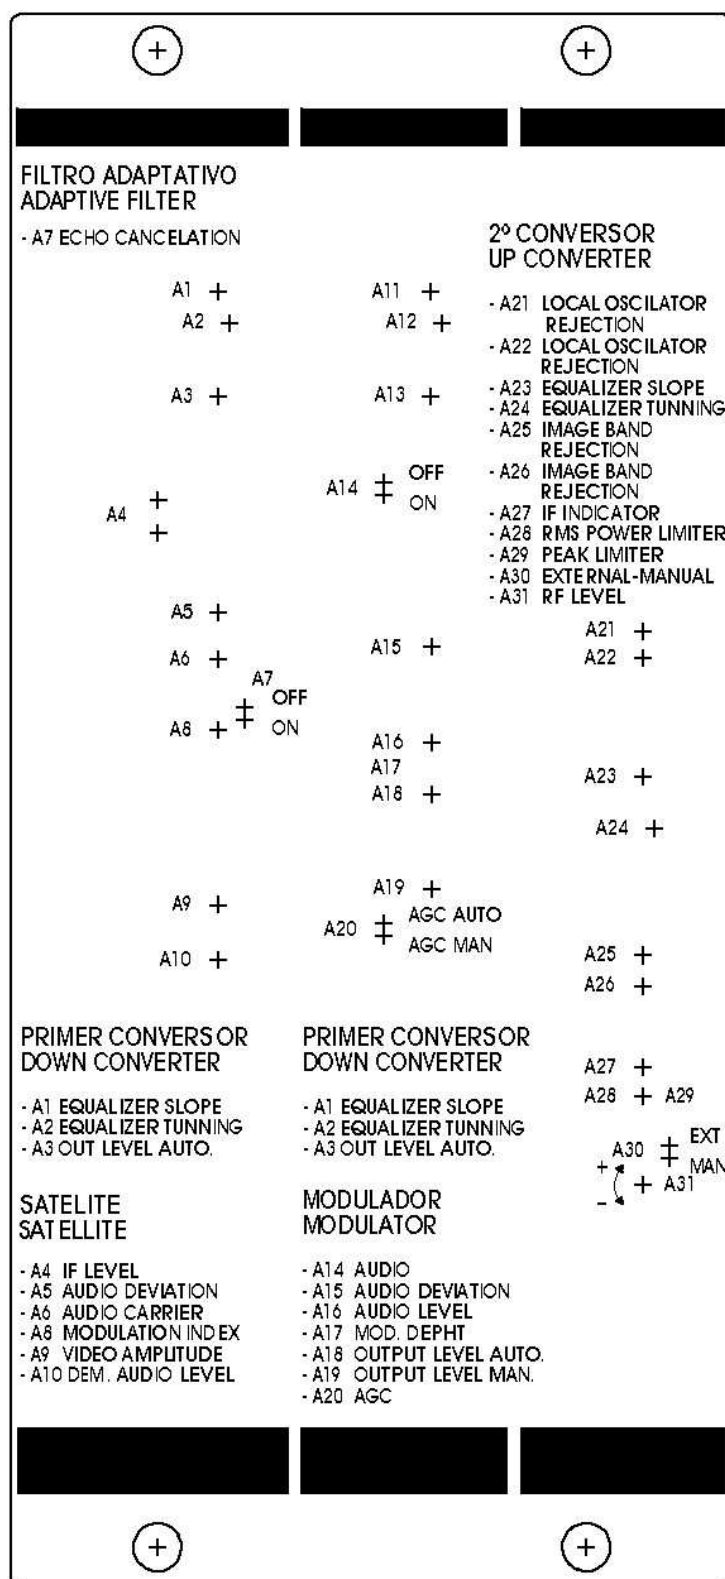 FILTRO ADAPTATIVO
ADAPTIVE FILTER
- A7 ECHO CANCELATION
A1
A2
A3
A4
A5
A6
A7
OFF
A8
ON
A9
A10
PRIMER CONVERSOR
DOWN CONVERTER
- A1 EQUALIZER SLOPE
- A2 EQUALIZER TUNNING
- A3 OUT LEVEL AUTO.
SATELITE
SATELLITE
- A4 IF LEVEL
- A5 AUDIO DEVIATION
- A6 AUDIO CARRIER
- A8 MODULATION INDEX
- A9 VIDEO AMPLITUDE
- A10 DEM. AUDIO LEVEL
A11
A12
A13
A14
OFF
ON
A15
A16
A17
A18
A19
A20
AGC AUTO
AGC MAN
PRIMER CONVERSOR
DOWN CONVERTER
- A1 EQUALIZER SLOPE
- A2 EQUALIZER TUNNING
- A3 OUT LEVEL AUTO.
MODULADOR
MODULATOR
- A14 AUDIO
- A15 AUDIO DEVIATION
- A16 AUDIO LEVEL
- A17 MOD. DEPHT
- A18 OUTPUT LEVEL AUTO.
- A19 OUTPUT LEVEL MAN.
- A20 AGC
2º CONVERSOR
UP CONVERTER
- A21 LOCAL OSCILATOR
REJECTION
- A22 LOCAL OSCILATOR
REJECTION
- A23 EQUALIZER SLOPE
- A24 EQUALIZER TUNNING
- A25 IMAGE BAND
REJECTION
- A26 IMAGE BAND
REJECTION
- A27 IF INDICATOR
- A28 RMS POWER LIMITER
- A29 PEAK LIMITER
- A30 EXTERNAL-MANUAL
- A31 RF LEVEL
A21
A22
A23
A24
A25
A26
A27
A28 A29
A30
EXT
MAN
+
A31
−